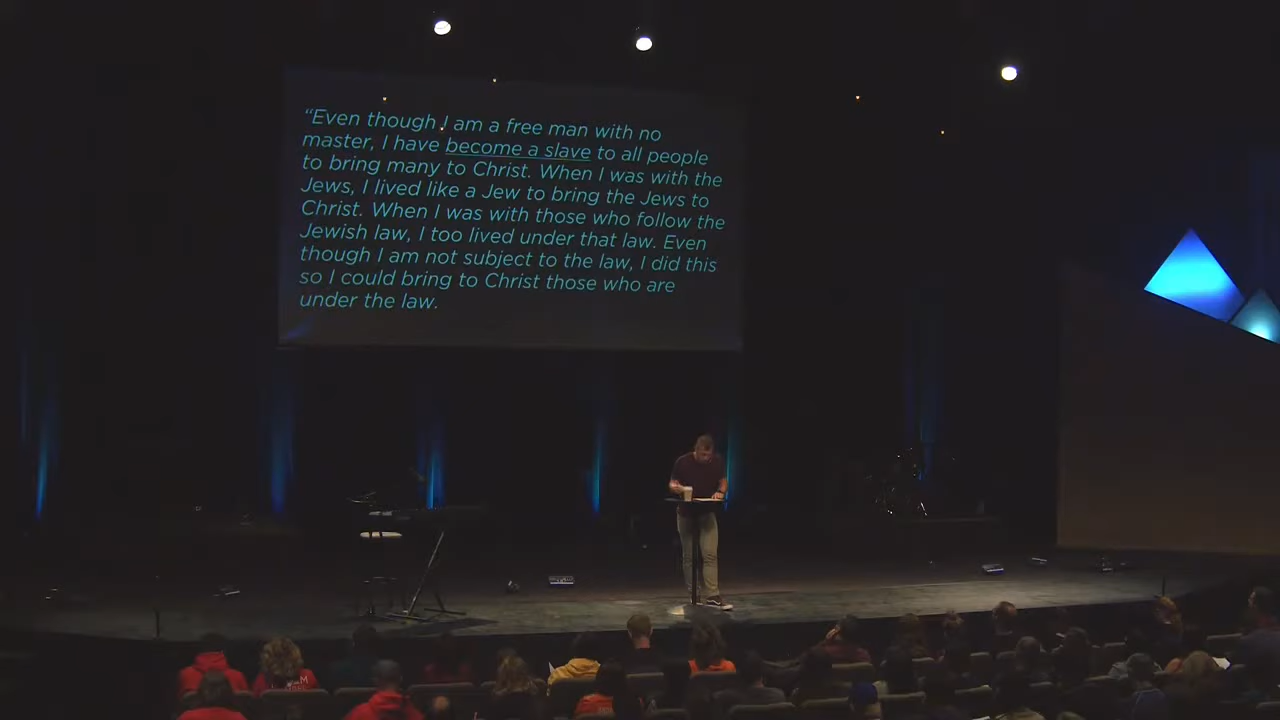 “Even though I am a free man with no
master, I have become a slave to all people
to bring many to Christ. When I was with the
Jews, I lived like a Jew to bring the Jews to
Christ. When I was with those who follow the
Jewish law, I too lived under that law. Even
though I am not subject to the law, I did this
so I could bring to Christ those who are
under the law.